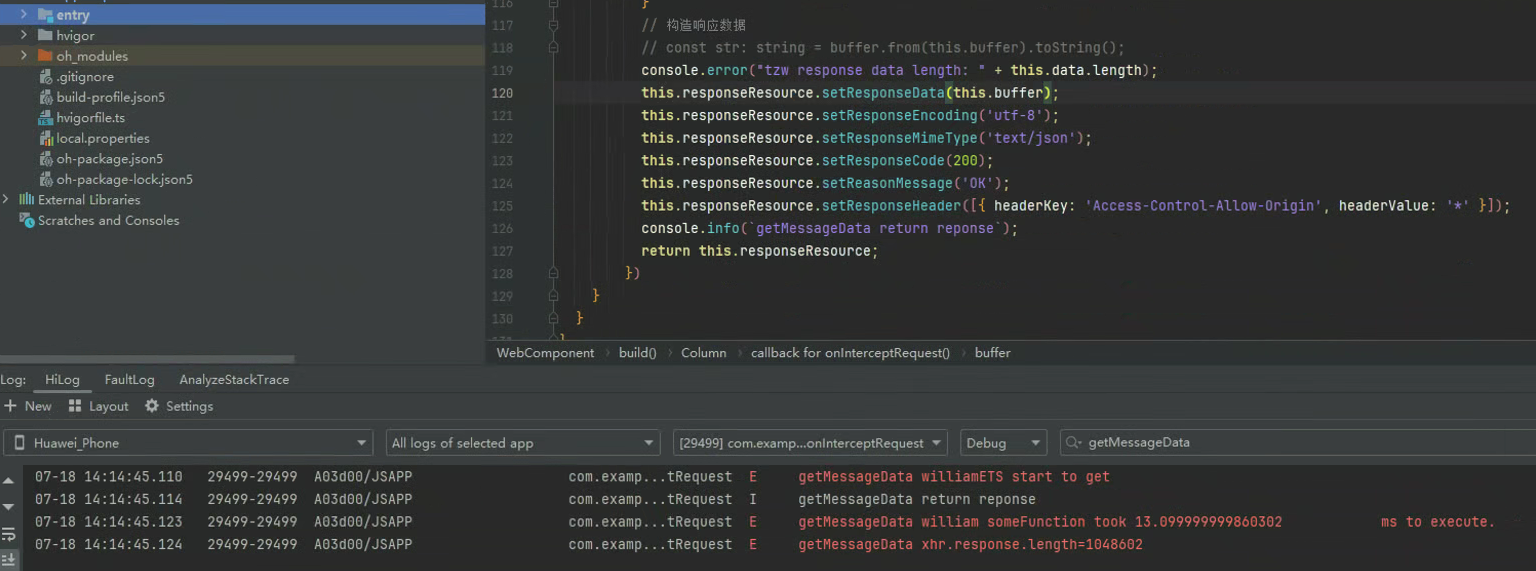 entry
hvigor
oh_modules
.gitignore
build-profile.json5
hvigorfile.ts
local.properties
oh-package.json5
oh-package-lock.json5
External Libraries
Scratches and Consoles
116 }
117 // 构造响应数据
118 // const str: string = buffer.from(this.buffer).toString();
119 console.error("tzw response data length: " + this.data.length);
120 this.responseResource.setResponseData(this.buffer);
121 this.responseResource.setResponseEncoding('utf-8');
122 this.responseResource.setResponseMimeType('text/json');
123 this.responseResource.setResponseCode(200);
124 this.responseResource.setReasonMessage('OK');
125 this.responseResource.setResponseHeader([{ headerKey: 'Access-Control-Allow-Origin', headerValue: '*' }]);
126 console.info(`getMessageData return reponse`);
127 return this.responseResource;
128 })
129 }
130 }
WebComponent build() Column callback for onInterceptRequest() buffer
Log: HiLog FaultLog AnalyzeStackTrace
New Layout Settings
Huawei_Phone All logs of selected app [29499] com.examp...onInterceptRequest Debug getMessageData
07-18 14:14:45.110 29499-29499 A03d00/JSAPP com.examp...tRequest E getMessageData williamETS start to get
07-18 14:14:45.114 29499-29499 A03d00/JSAPP com.examp...tRequest I getMessageData return reponse
07-18 14:14:45.123 29499-29499 A03d00/JSAPP com.examp...tRequest E getMessageData william someFunction took 13.099999999860302 ms to execute.
07-18 14:14:45.124 29499-29499 A03d00/JSAPP com.examp...tRequest E getMessageData xhr.response.length=1048602